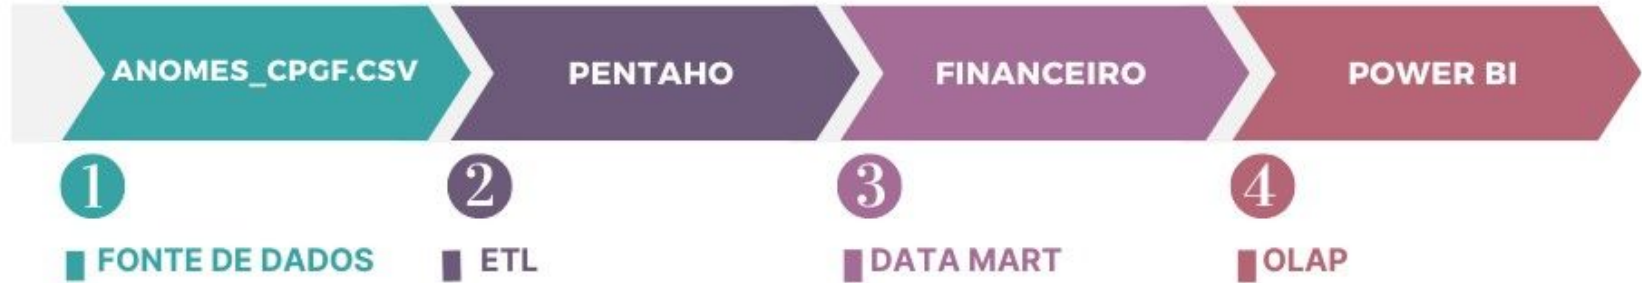 ANOMES_CPGF.CSV
PENTAHO
FINANCEIRO
POWER BI
1
2
3
4
FONTE DE DADOS
ETL
DATA MART
OLAP